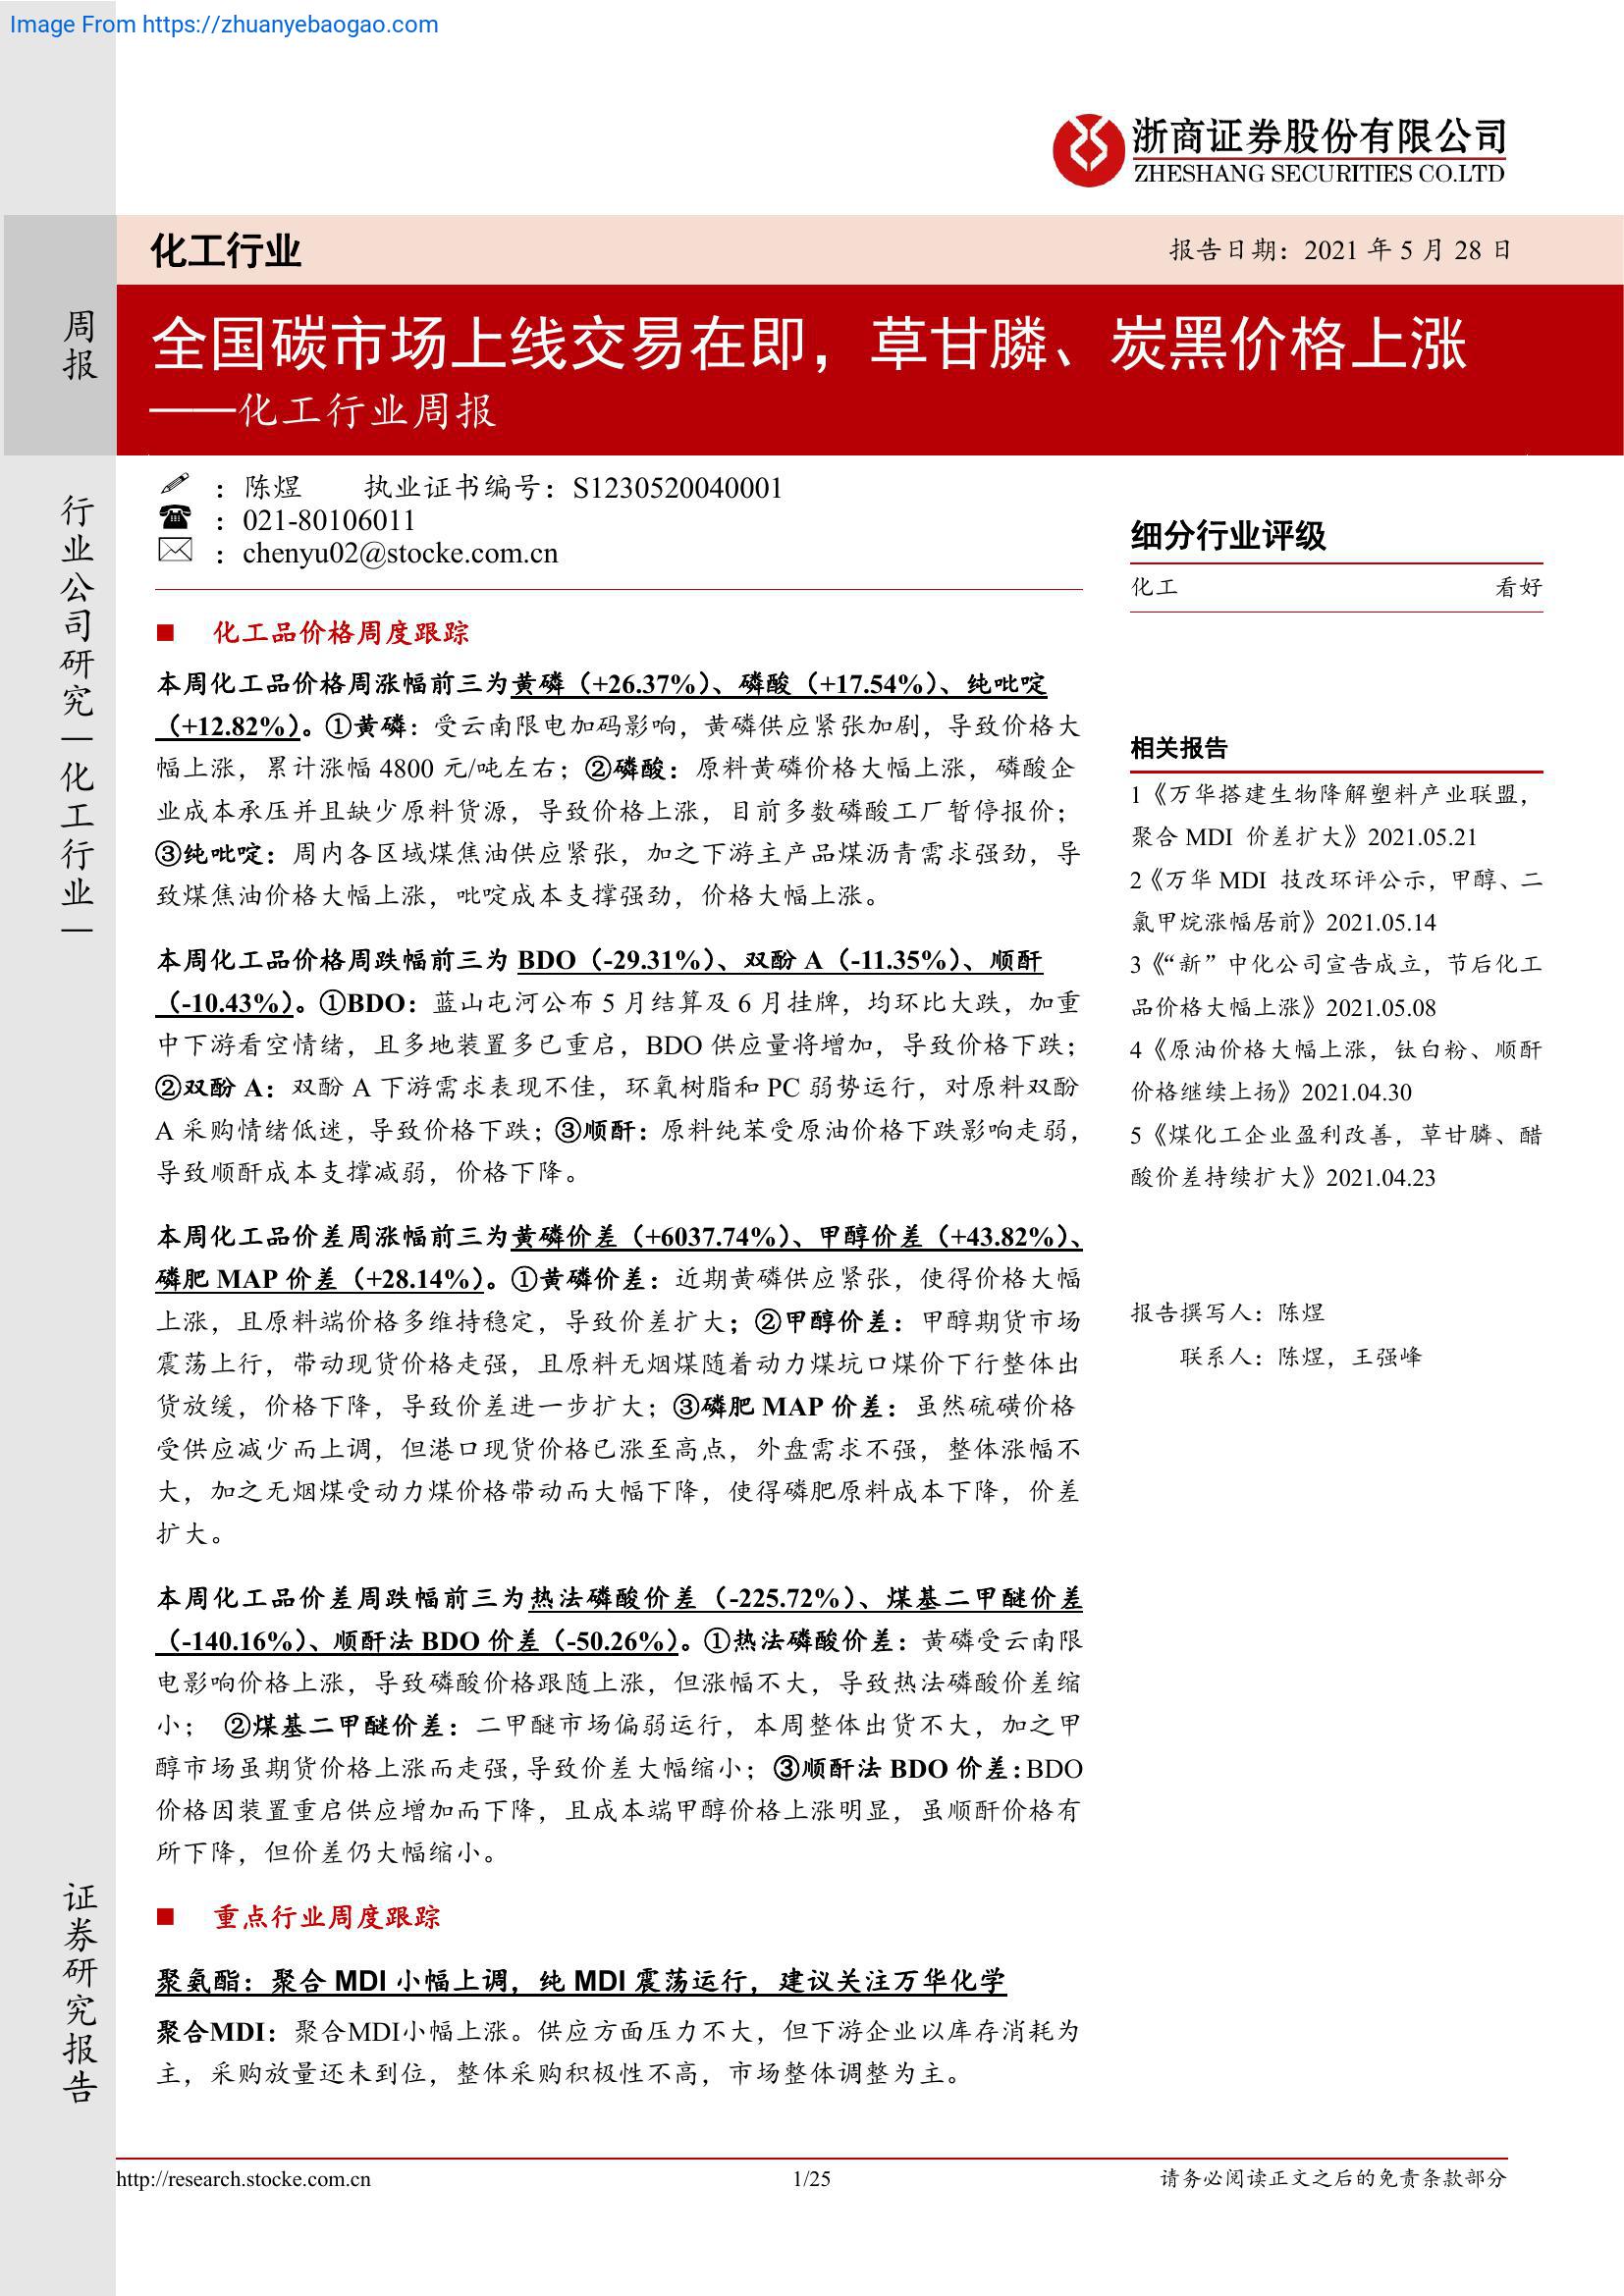 Image From https://zhuanyebaogao.com
浙商证券股份有限公司
ZHESHANG SECURITIES CO.LTD
化工行业
报告日期：2021 年 5 月 28 日
周报
全国碳市场上线交易在即，草甘膦、炭黑价格上涨
——化工行业周报
行业公司研究|化工行业|
：陈煜 执业证书编号：S1230520040001
：021-80106011
：chenyu02@stocke.com.cn
■ 化工品价格周度跟踪
本周化工品价格周涨幅前三为黄磷（+26.37%）、磷酸（+17.54%）、纯吡啶
（+12.82%）。①黄磷：受云南限电加码影响，黄磷供应紧张加剧，导致价格大
幅上涨，累计涨幅 4800 元/吨左右；②磷酸：原料黄磷价格大幅上涨，磷酸企
业成本承压并且缺少原料货源，导致价格上涨，目前多数磷酸工厂暂停报价；
③纯吡啶：周内各区域煤焦油供应紧张，加之下游主产品煤沥青需求强劲，导
致煤焦油价格大幅上涨，吡啶成本支撑强劲，价格大幅上涨。
本周化工品价格周跌幅前三为 BDO（-29.31%）、双酚 A（-11.35%）、顺酐
（-10.43%）。①BDO：蓝山屯河公布 5 月结算及 6 月挂牌，均环比大跌，加重
中下游看空情绪，且多地装置多已重启，BDO 供应量将增加，导致价格下跌；
②双酚 A：双酚 A 下游需求表现不佳，环氧树脂和 PC 弱势运行，对原料双酚
A 采购情绪低迷，导致价格下跌；③顺酐：原料纯苯受原油价格下跌影响走弱，
导致顺酐成本支撑减弱，价格下降。
本周化工品价差周涨幅前三为黄磷价差（+6037.74%）、甲醇价差（+43.82%）、
磷肥 MAP 价差（+28.14%）。①黄磷价差：近期黄磷供应紧张，使得价格大幅
上涨，且原料端价格多维持稳定，导致价差扩大；②甲醇价差：甲醇期货市场
震荡上行，带动现货价格走强，且原料无烟煤随着动力煤坑口煤价下行整体出
货放缓，价格下降，导致价差进一步扩大；③磷肥 MAP 价差：虽然硫磺价格
受供应减少而上调，但港口现货价格已涨至高点，外盘需求不强，整体涨幅不
大，加之无烟煤受动力煤价格带动而大幅下降，使得磷肥原料成本下降，价差
扩大。
本周化工品价差周跌幅前三为热法磷酸价差（-225.72%）、煤基二甲醚价差
（-140.16%）、顺酐法 BDO 价差（-50.26%）。①热法磷酸价差：黄磷受云南限
电影响价格上涨，导致磷酸价格跟随上涨，但涨幅不大，导致热法磷酸价差缩
小； ②煤基二甲醚价差：二甲醚市场偏弱运行，本周整体出货不大，加之甲
醇市场虽期货价格上涨而走强，导致价差大幅缩小；③顺酐法 BDO 价差：BDO
价格因装置重启供应增加而下降，且成本端甲醇价格上涨明显，虽顺酐价格有
所下降，但价差仍大幅缩小。
■ 重点行业周度跟踪
聚氨酯：聚合 MDI 小幅上调，纯 MDI 震荡运行，建议关注万华化学
聚合MDI：聚合MDI小幅上涨。供应方面压力不大，但下游企业以库存消耗为
主，采购放量还未到位，整体采购积极性不高，市场整体调整为主。
细分行业评级
化工 看好
相关报告
1《万华搭建生物降解塑料产业联盟，
聚合 MDI 价差扩大》2021.05.21
2《万华 MDI 技改环评公示，甲醇、二
氯甲烷涨幅居前》2021.05.14
3《“新”中化公司宣告成立，节后化工
品价格大幅上涨》2021.05.08
4《原油价格大幅上涨，钛白粉、顺酐
价格继续上扬》2021.04.30
5《煤化工企业盈利改善，草甘膦、醋
酸价差持续扩大》2021.04.23
报告撰写人：陈煜
联系人：陈煜，王强峰
证券研究报告
http://research.stocke.com.cn
1/25
请务必阅读正文之后的免责条款部分